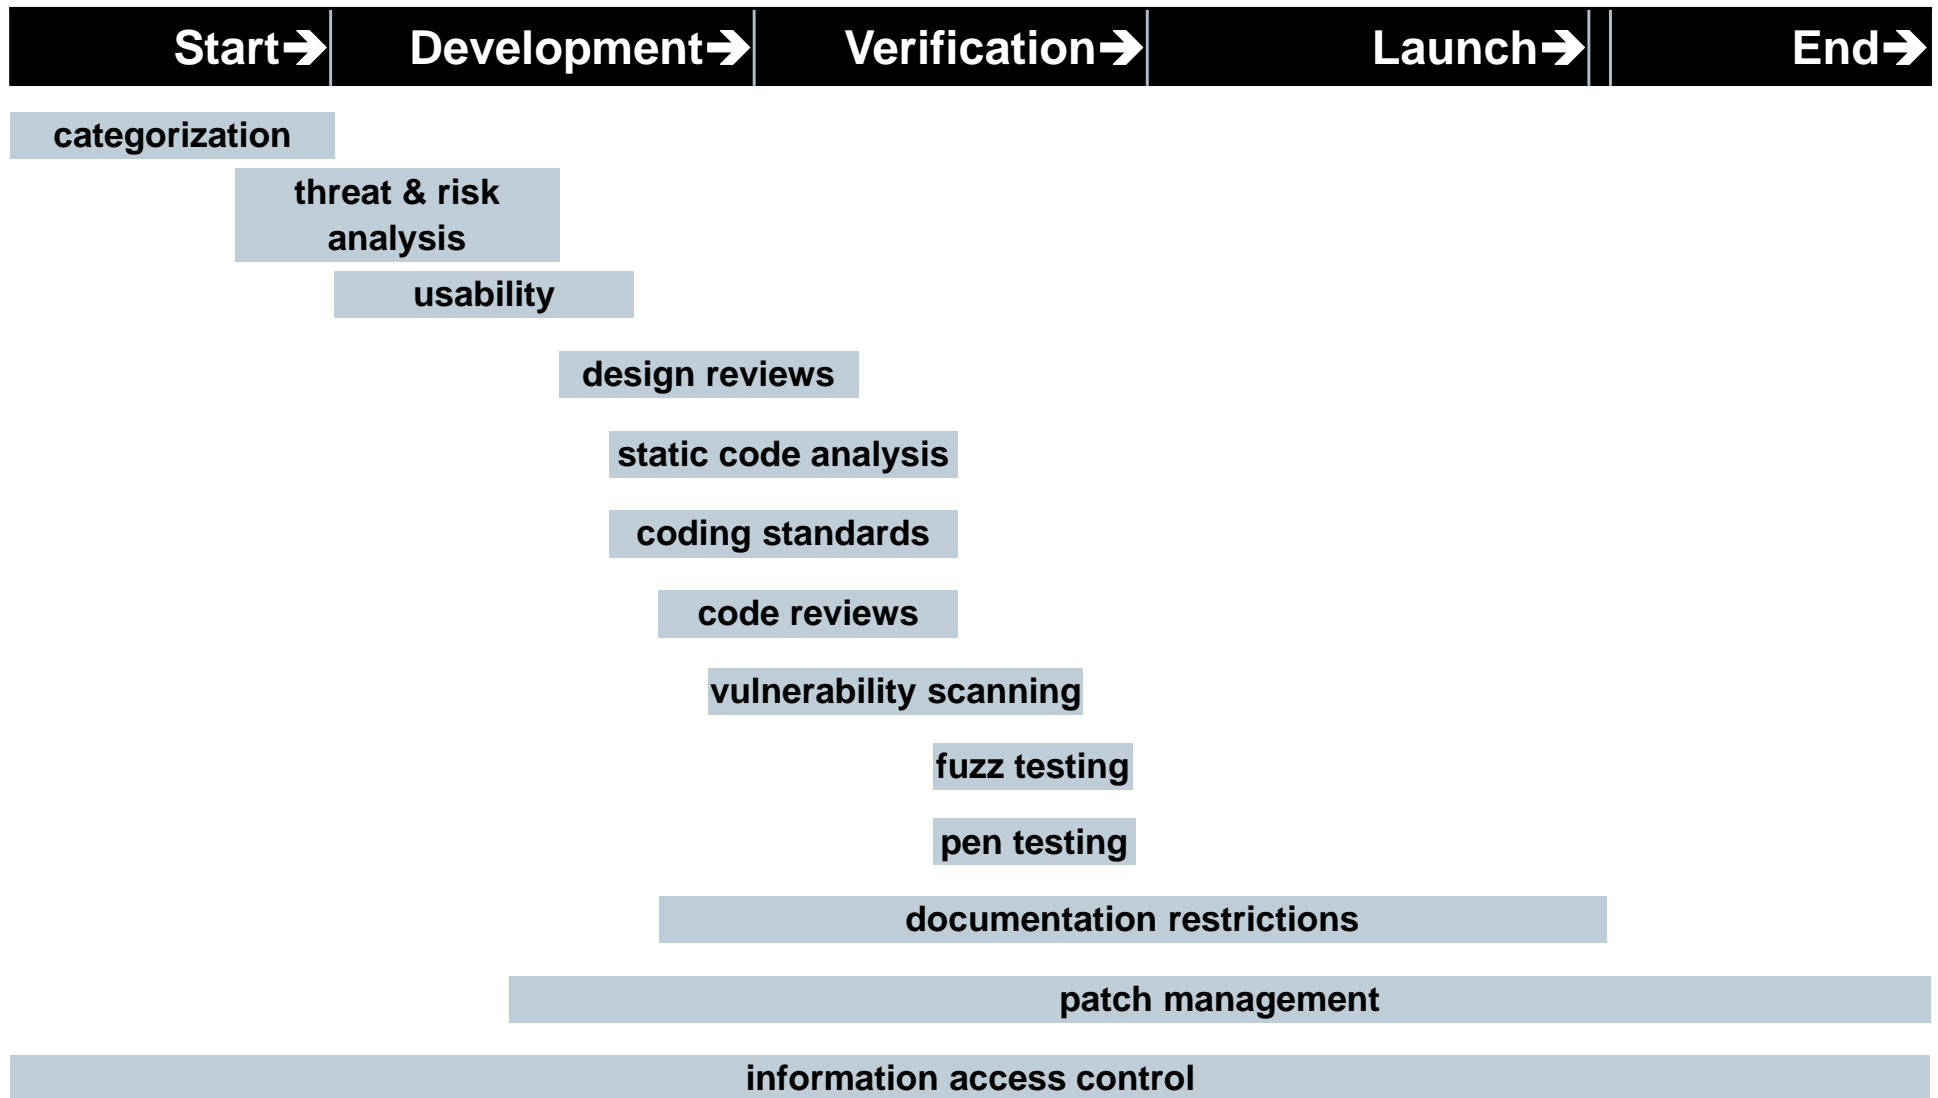 Start➔ Development➔ Verification➔ Launch➔ End➔
categorization
threat & risk
analysis
usability
design reviews
static code analysis
coding standards
code reviews
vulnerability scanning
fuzz testing
pen testing
documentation restrictions
patch management
information access control